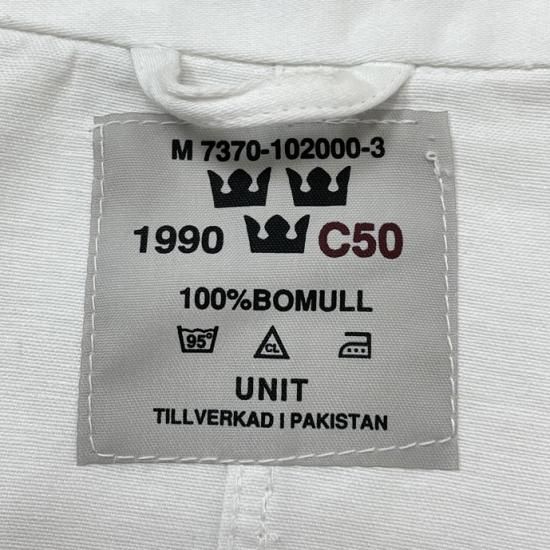 M 7370-102000-3
1990 C50
100%BOMULL
95° CL
UNIT
TILLVERKAD I PAKISTAN